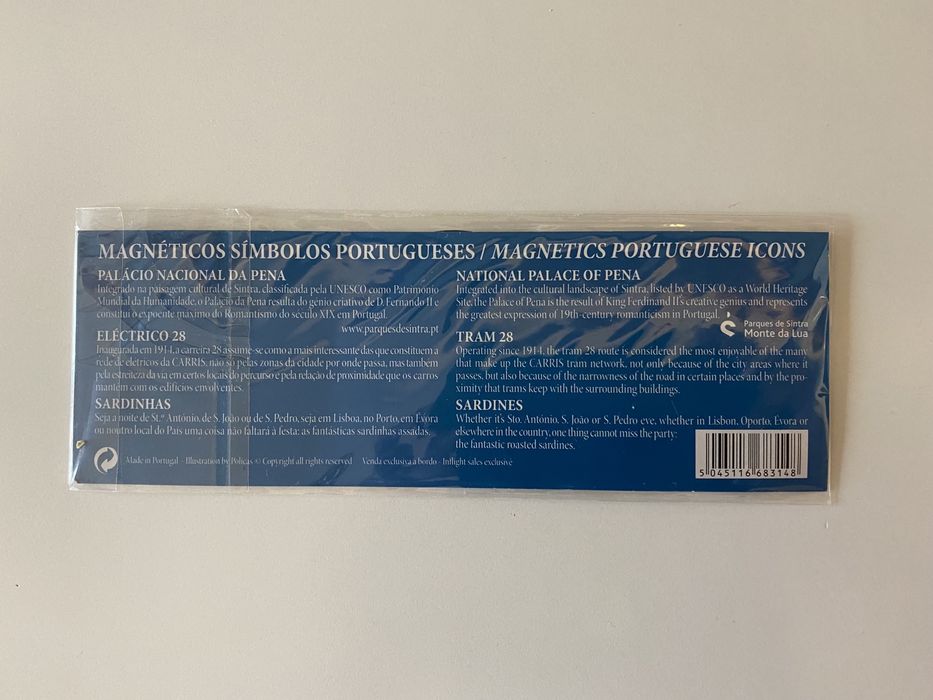 MAGNÉTICOS SÍMBOLOS PORTUGUESES / MAGNETICS PORTUGUESE ICONS
PALÁCIO NACIONAL DA PENA
Integrado na paisagem cultural de Sintra, classificada pela UNESCO como Património
Mundial da Humanidade, o Palácio da Pena resulta do génio criativo de D. Fernando II e
constitui o expoente máximo do Romantismo do século XIX em Portugal.
www.parquesdesintra.pt
ELÉCTRICO 28
Inaugurada em 1914, a carreira 28 assume-se como a mais interessante das que constituem a
rede de elétricos da CARRIS, não só pelas zonas da cidade por onde passa, mas também
pela estreiteza da via em certos locais do percurso e pela relação de proximidade que os carros
mantém com os edifícios envolventes.
SARDINHAS
Seja a noite de St.º António, de S. João ou de S. Pedro, seja em Lisboa, no Porto, em Évora
ou noutro local do País uma coisa não faltará à festa: as fantásticas sardinhas assadas.
Made in Portugal - Illustration by Policas © Copyright all rights reserved Venda exclusiva a bordo - Inflight sales exclusive
NATIONAL PALACE OF PENA
Integrated into the cultural landscape of Sintra, listed by UNESCO as a World Heritage
Site, the Palace of Pena is the result of King Ferdinand II's creative genius and represents
the greatest expression of 19th-century romanticism in Portugal.
Parques de Sintra
Monte da Lua
TRAM 28
Operating since 1914, the tram 28 route is considered the most enjoyable of the many
that make up the CARRIS tram network, not only because of the city areas where it
passes, but also because of the narrowness of the road in certain places and by the pro-
ximity that trams keep with the surrounding buildings.
SARDINES
Whether it's Sto. António, S. João or S. Pedro eve, whether in Lisbon, Oporto, Évora or
elsewhere in the country, one thing cannot miss the party:
the fantastic roasted sardines.
5 045116 683148